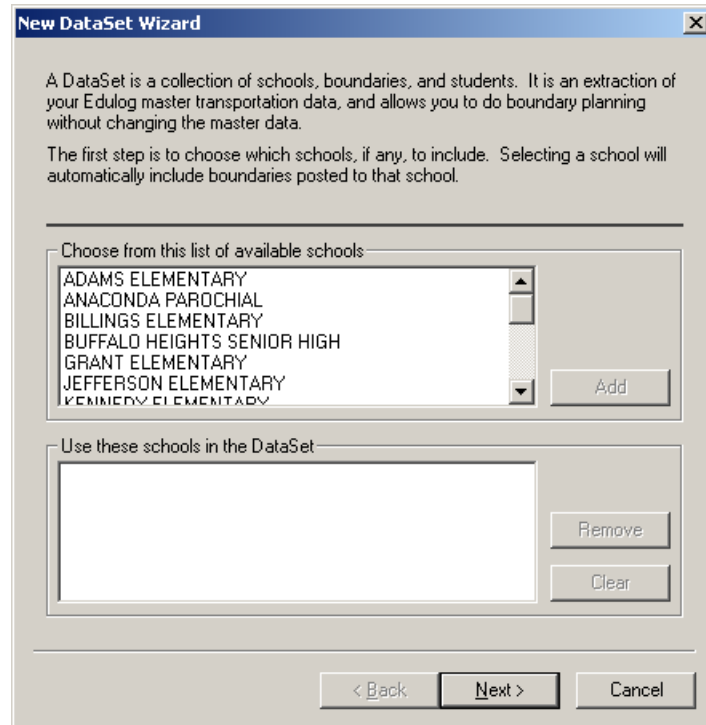 New DataSet Wizard
A DataSet is a collection of schools, boundaries, and students. It is an extraction of
your Edulog master transportation data, and allows you to do boundary planning
without changing the master data.
The first step is to choose which schools, if any, to include. Selecting a school will
automatically include boundaries posted to that school.
Choose from this list of available schools
ADAMS ELEMENTARY
ANACONDA PAROCHIAL
BILLINGS ELEMENTARY
BUFFALO HEIGHTS SENIOR HIGH
GRANT ELEMENTARY
JEFFERSON ELEMENTARY
KENNEDY ELEMENTARY
Add
Use these schools in the DataSet
Remove
Clear
< Back
Next >
Cancel